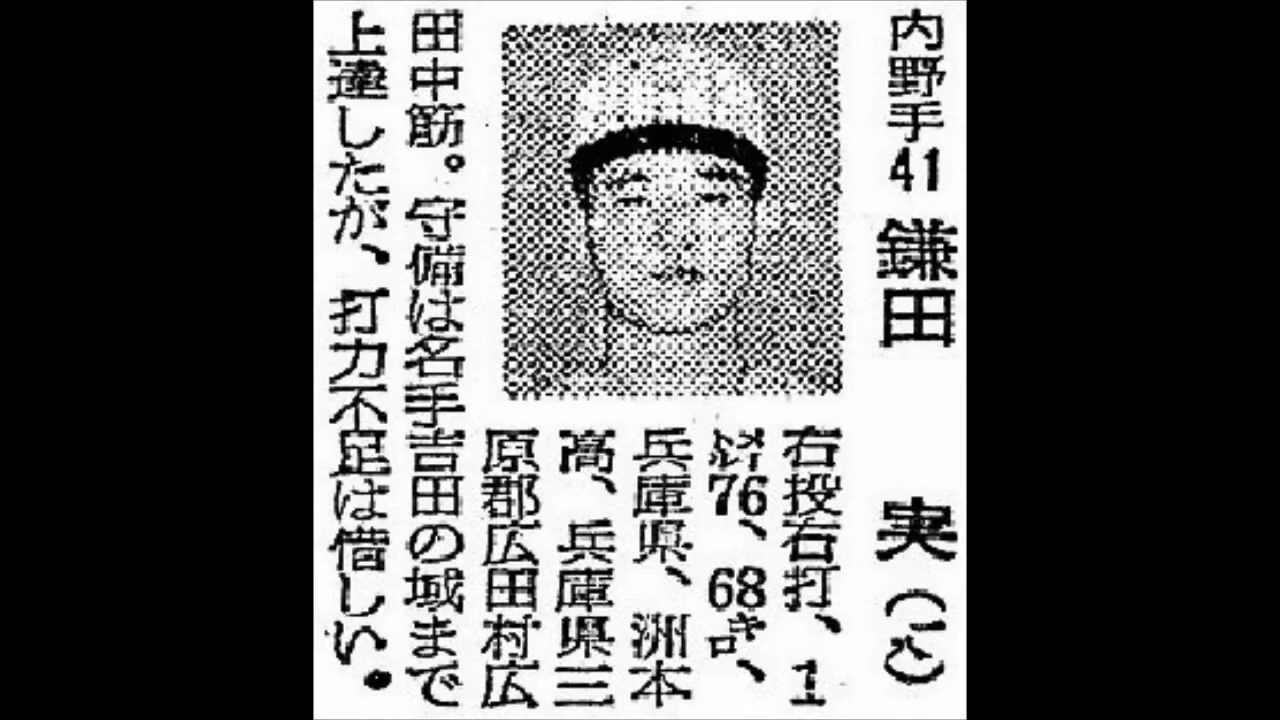 内野手41 鎌田 実(一八)
右投右打、1
メートル76、68キロ、
兵庫県、洲本
高、兵庫県三
原郡広田村広
田中筋。守備は名手吉田の域まで
上達したが、打力不足は惜しい。